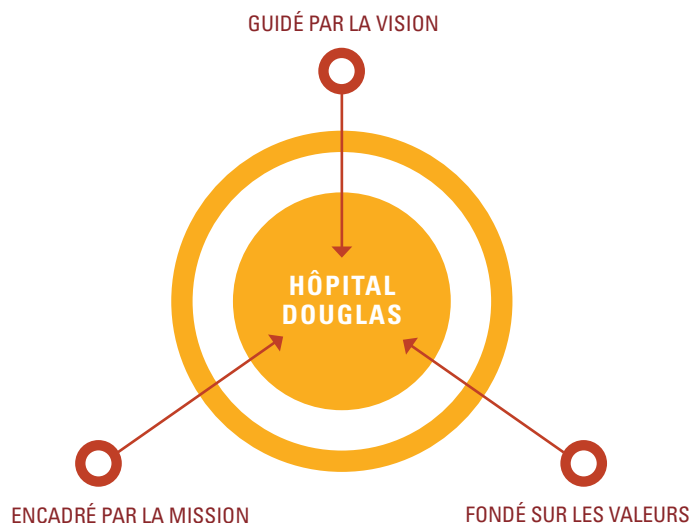 GUIDÉ PAR LA VISION
HÔPITAL
DOUGLAS
ENCADRÉ PAR LA MISSION
FONDÉ SUR LES VALEURS